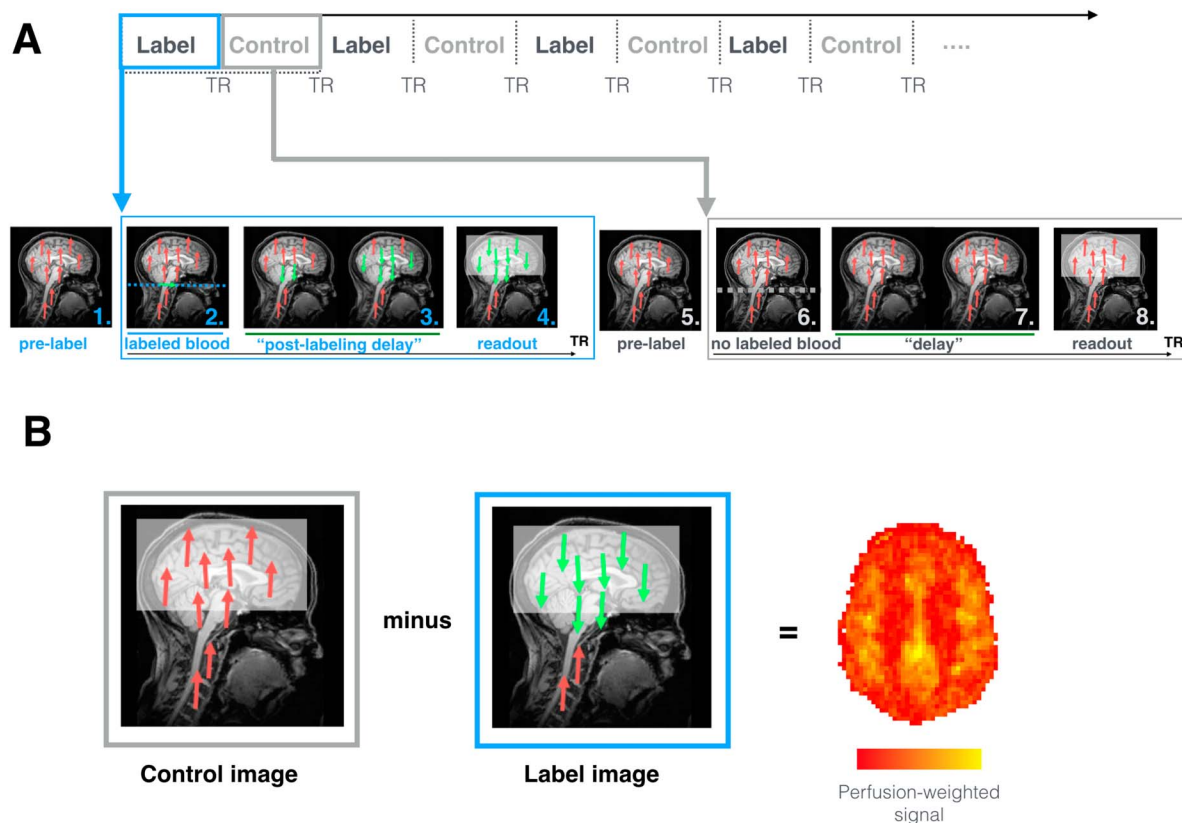 A
Label Control Label Control Label Control Label Control ....
TR TR TR TR TR TR TR TR
1. 2. 3. 4. 5. 6. 7. 8.
pre-label labeled blood “post-labeling delay” readout TR pre-label no labeled blood “delay” readout TR
B
minus =
Control image Label image
Perfusion-weighted
signal